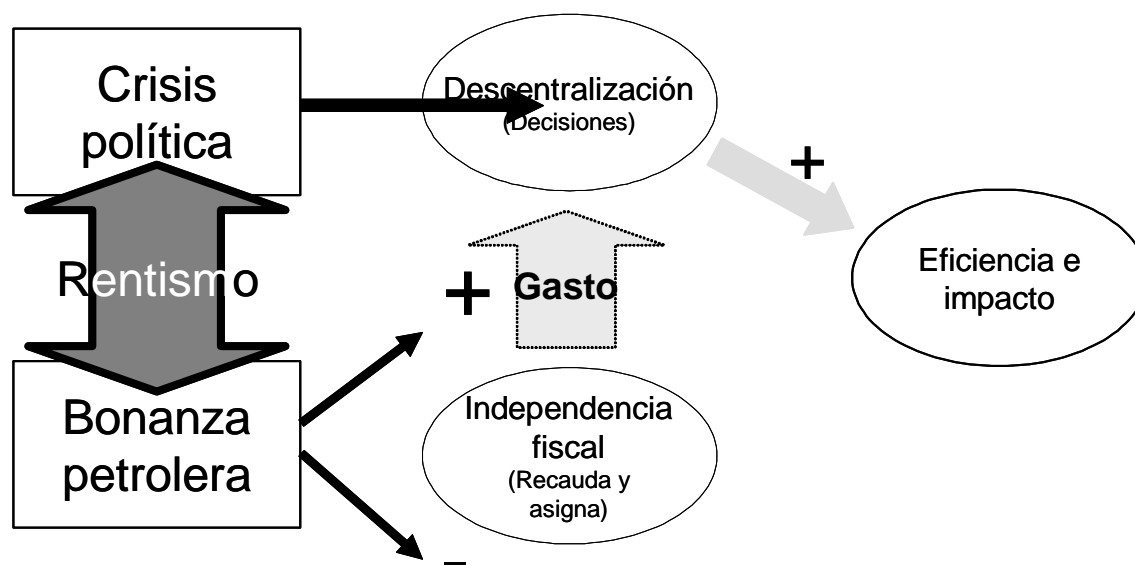 Crisis
política
Descentralización
(Decisiones)
+
Eficiencia e
impacto
Rentismo
+
Gasto
Bonanza
petrolera
Independencia
fiscal
(Recauda y
asigna)
-